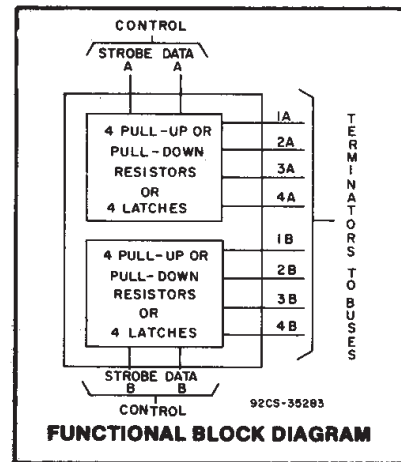 CONTROL
STROBE DATA
A A
4 PULL-UP OR
PULL-DOWN
RESISTORS
OR
4 LATCHES
1A
2A
3A
4A
4 PULL-UP OR
PULL-DOWN
RESISTORS
OR
4 LATCHES
1B
2B
3B
4B
TERMINATORS TO BUSES
STROBE DATA
B B
CONTROL
92CS-35283
FUNCTIONAL BLOCK DIAGRAM